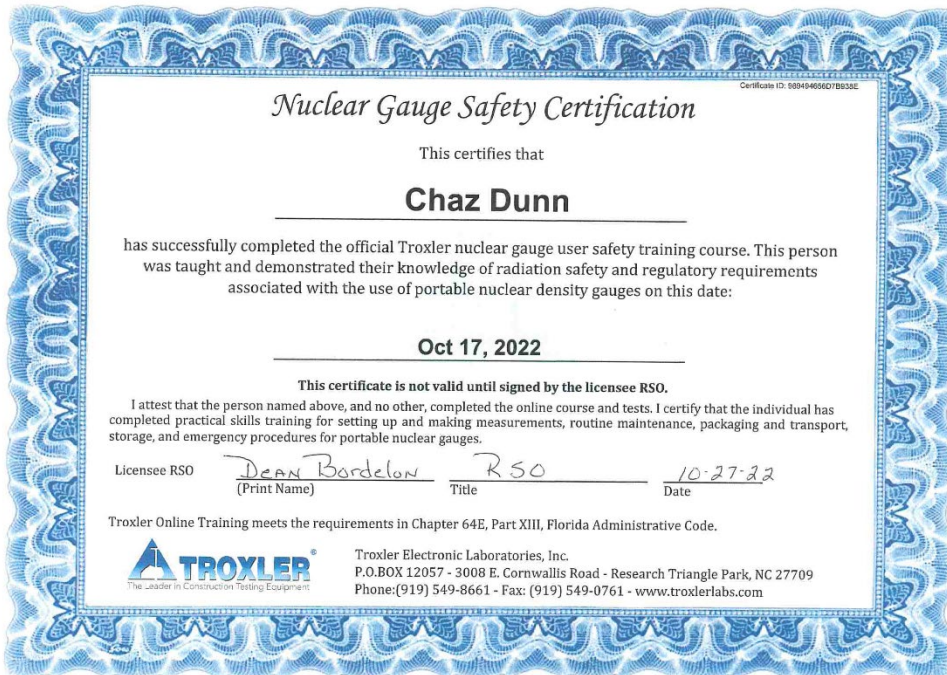 Certificate ID: 989494666D7B938E
Nuclear Gauge Safety Certification
This certifies that
Chaz Dunn
has successfully completed the official Troxler nuclear gauge user safety training course. This person
was taught and demonstrated their knowledge of radiation safety and regulatory requirements
associated with the use of portable nuclear density gauges on this date:
Oct 17, 2022
This certificate is not valid until signed by the licensee RSO.
I attest that the person named above, and no other, completed the online course and tests. I certify that the individual has
completed practical skills training for setting up and making measurements, routine maintenance, packaging and transport,
storage, and emergency procedures for portable nuclear gauges.
Licensee RSO Dean Bordelon RSO 10-27-22
(Print Name) Title Date
Troxler Online Training meets the requirements in Chapter 64E, Part XIII, Florida Administrative Code.
TROXLER®
The Leader in Construction Testing Equipment
Troxler Electronic Laboratories, Inc.
P.O.BOX 12057 - 3008 E. Cornwallis Road - Research Triangle Park, NC 27709
Phone:(919) 549-8661 - Fax: (919) 549-0761 - www.troxlerlabs.com